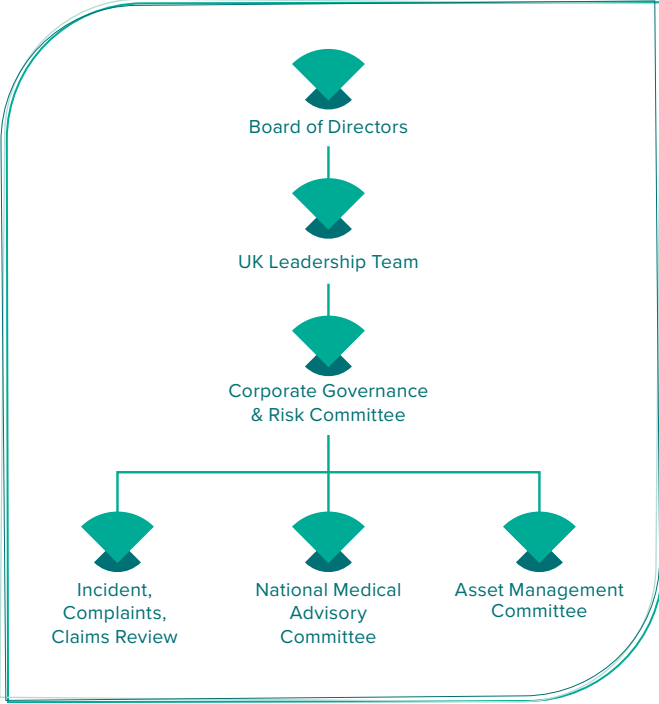 Board of Directors
UK Leadership Team
Corporate Governance
& Risk Committee
Incident,
Complaints,
Claims Review
National Medical
Advisory
Committee
Asset Management
Committee